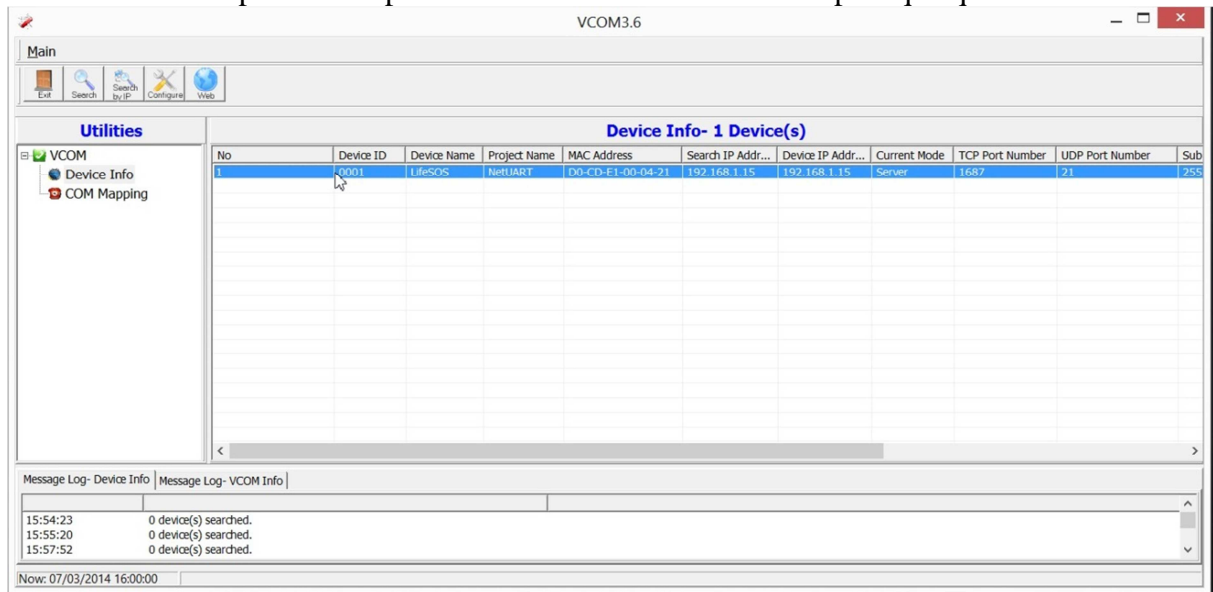 VCOM3.6
Main
Exit Search Search by IP Configure Web
Utilities
Device Info- 1 Device(s)
VCOM
Device Info
COM Mapping
No Device ID Device Name Project Name MAC Address Search IP Addr... Device IP Addr... Current Mode TCP Port Number UDP Port Number Sub
1 0001 LifeSOS NetUART D0-CD-E1-00-04-21 192.168.1.15 192.168.1.15 Server 1687 21 255
Message Log- Device Info Message Log- VCOM Info
15:54:23 0 device(s) searched.
15:55:20 0 device(s) searched.
15:57:52 0 device(s) searched.
Now: 07/03/2014 16:00:00